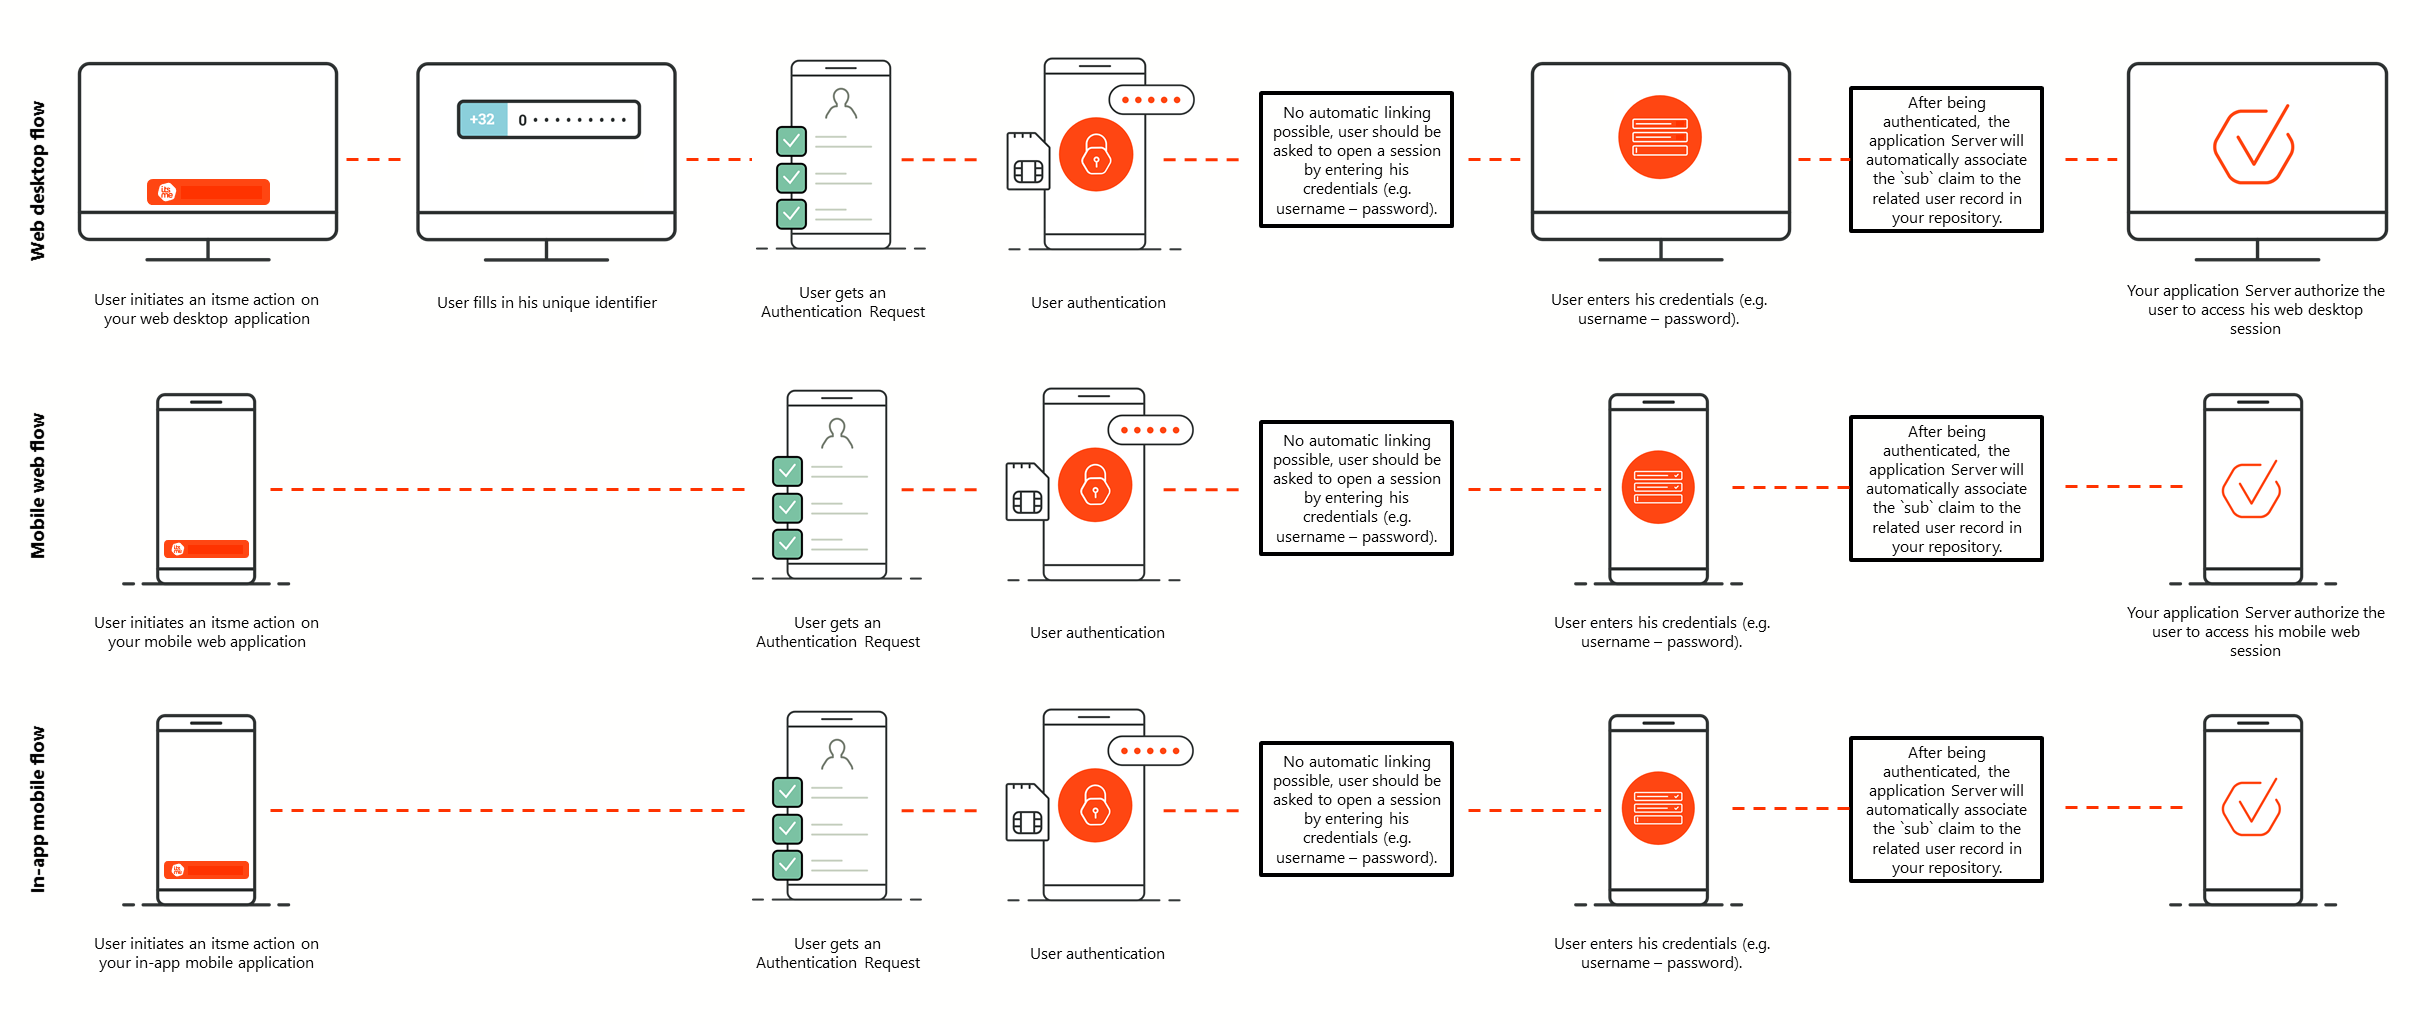 Web desktop flow
its
me
+32
0
No automatic linking
possible, user should be
asked to open a session
by entering his
credentials (e.g.
username – password).
After being
authenticated, the
application Server will
automatically associate
the `sub` claim to the
related user record in
your repository.
User initiates an itsme action on
your web desktop application
User fills in his unique identifier
User gets an
Authentication Request
User authentication
User enters his credentials (e.g.
username – password).
Your application Server authorize the
user to access his web desktop
session
Mobile web flow
its
me
No automatic linking
possible, user should be
asked to open a session
by entering his
credentials (e.g.
username – password).
After being
authenticated, the
application Server will
automatically associate
the `sub` claim to the
related user record in
your repository.
User initiates an itsme action on
your mobile web application
User gets an
Authentication Request
User authentication
User enters his credentials (e.g.
username – password).
Your application Server authorize the
user to access his mobile web
session
In-app mobile flow
its
me
No automatic linking
possible, user should be
asked to open a session
by entering his
credentials (e.g.
username – password).
After being
authenticated, the
application Server will
automatically associate
the `sub` claim to the
related user record in
your repository.
User initiates an itsme action on
your in-app mobile application
User gets an
Authentication Request
User authentication
User enters his credentials (e.g.
username – password).